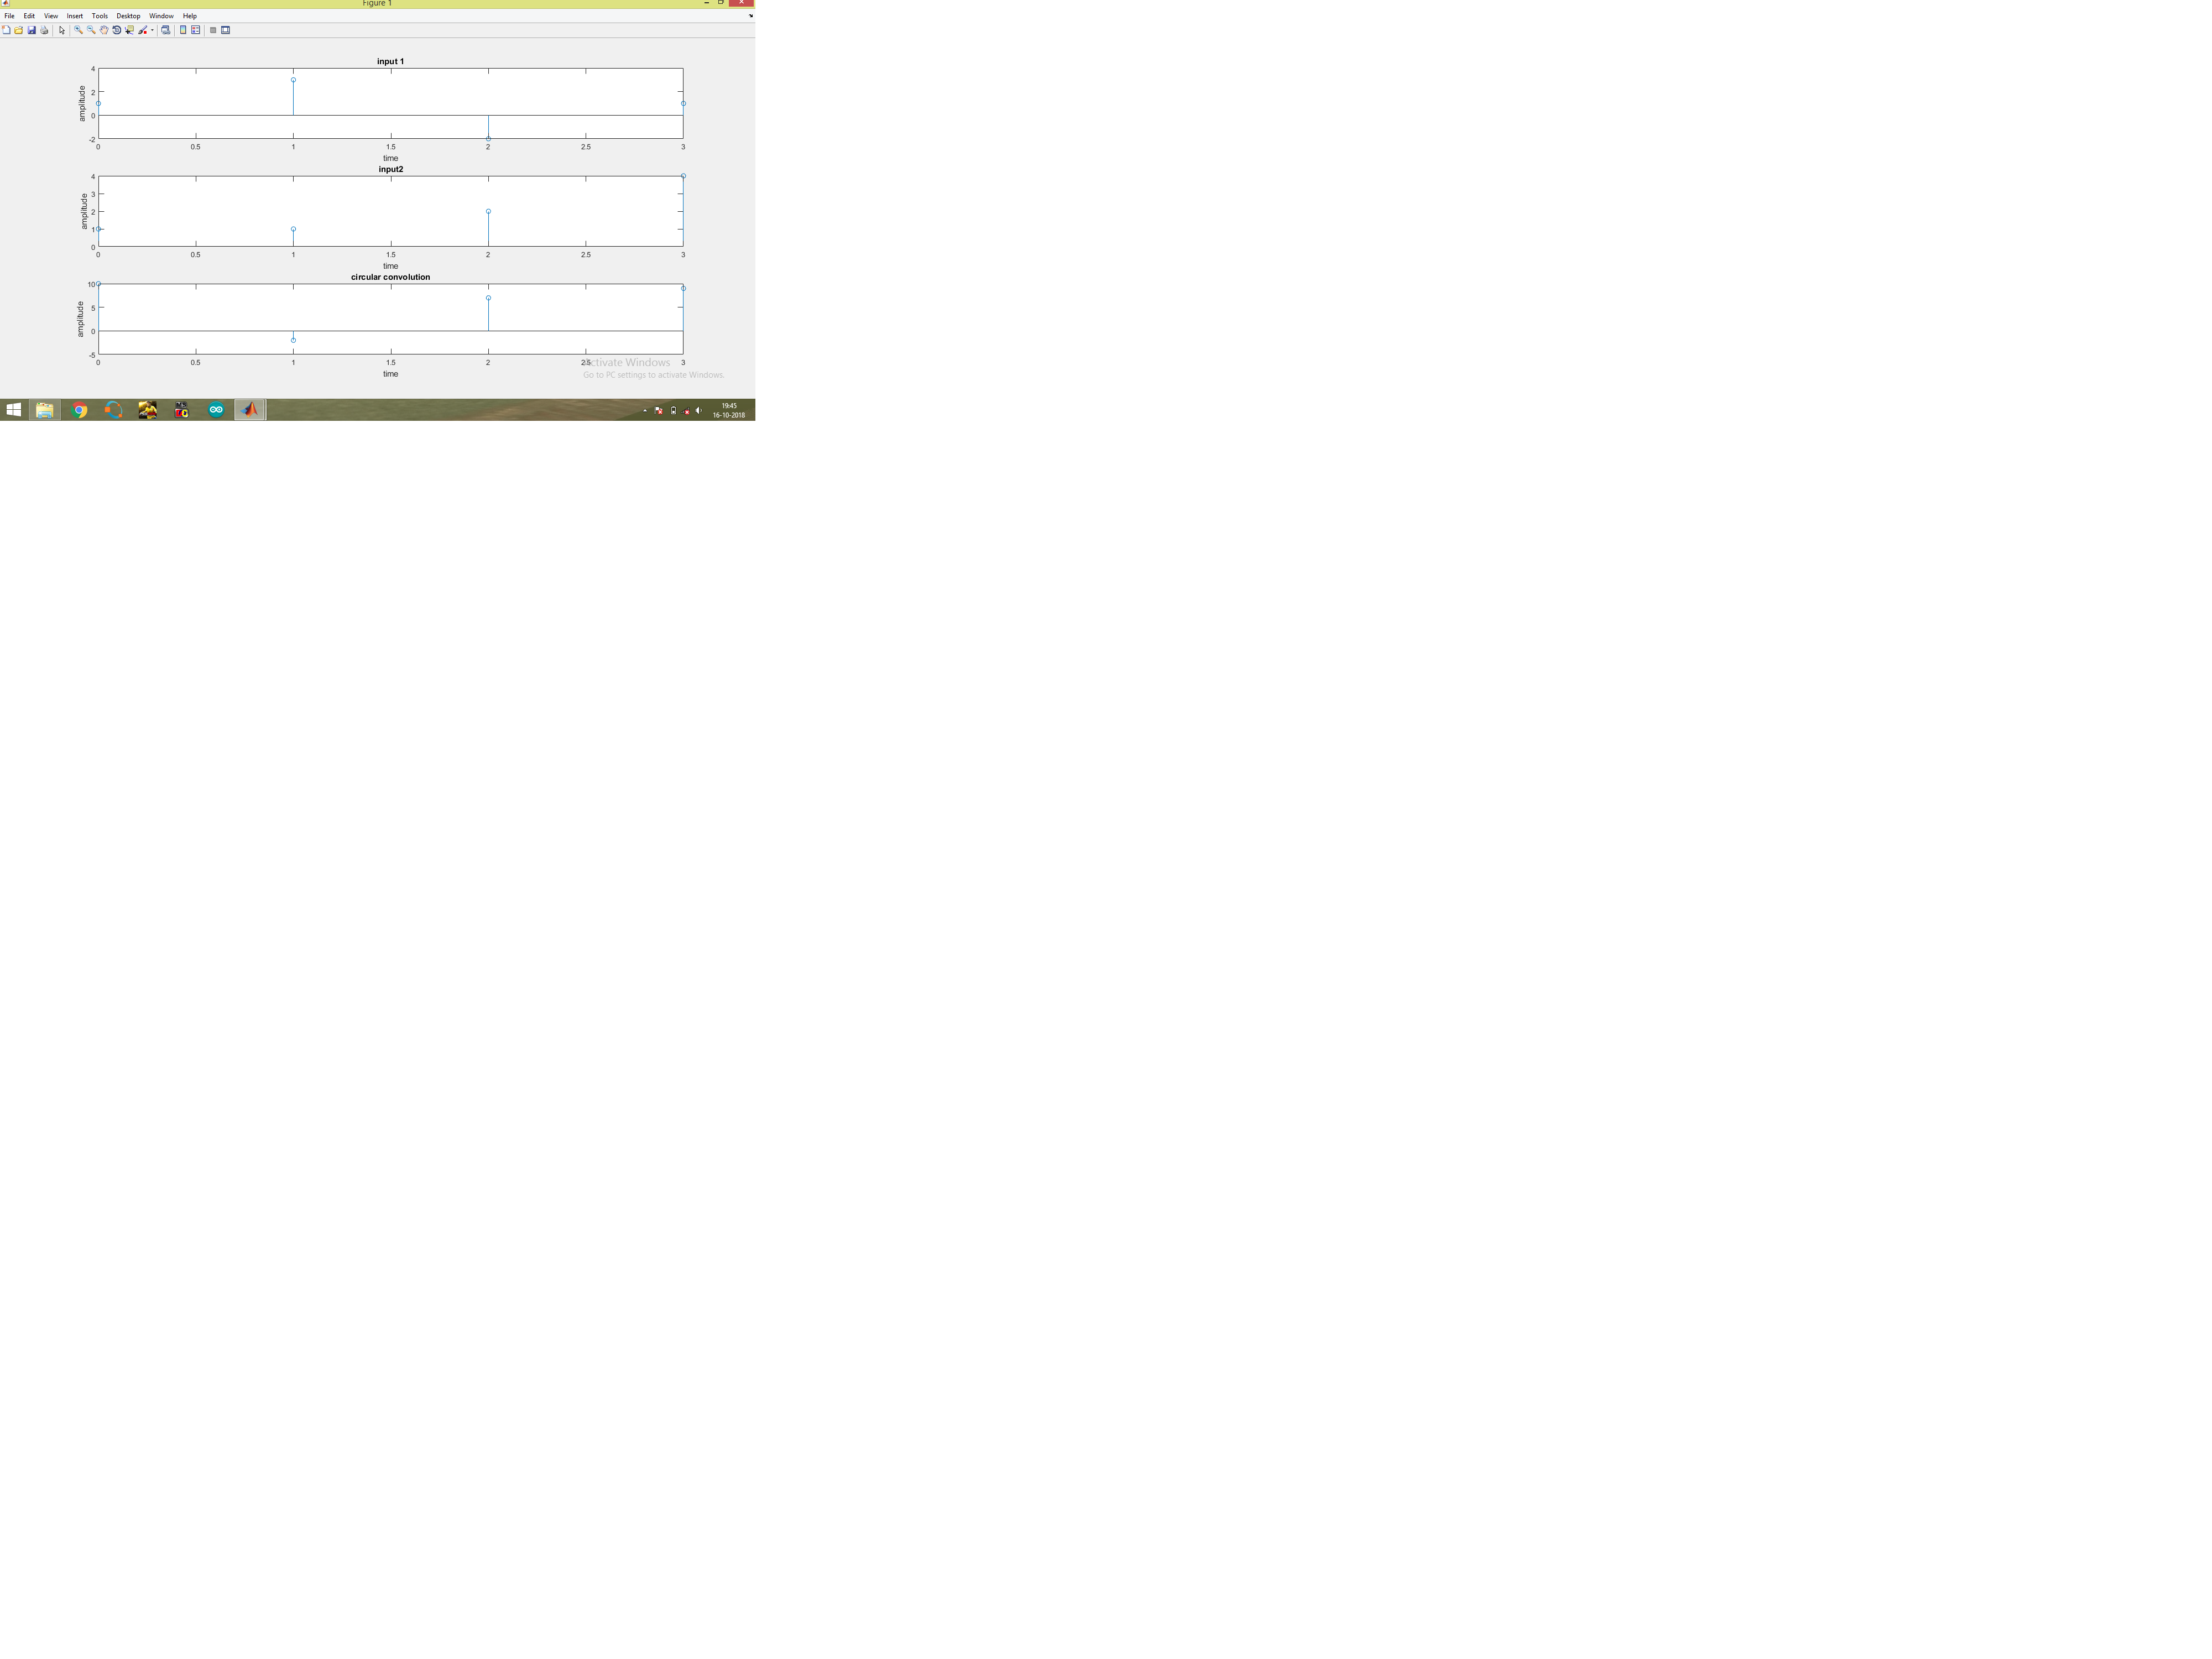 Figure 1
File Edit View Insert Tools Desktop Window Help
input 1
4
2
0
-2
amplitude
0 0.5 1 1.5 2 2.5 3
time
input2
4
3
2
1
0
amplitude
0 0.5 1 1.5 2 2.5 3
time
circular convolution
10
5
0
-5
amplitude
0 0.5 1 1.5 2 2.5 3
time
Activate Windows
Go to PC settings to activate Windows.
19:45
16-10-2018